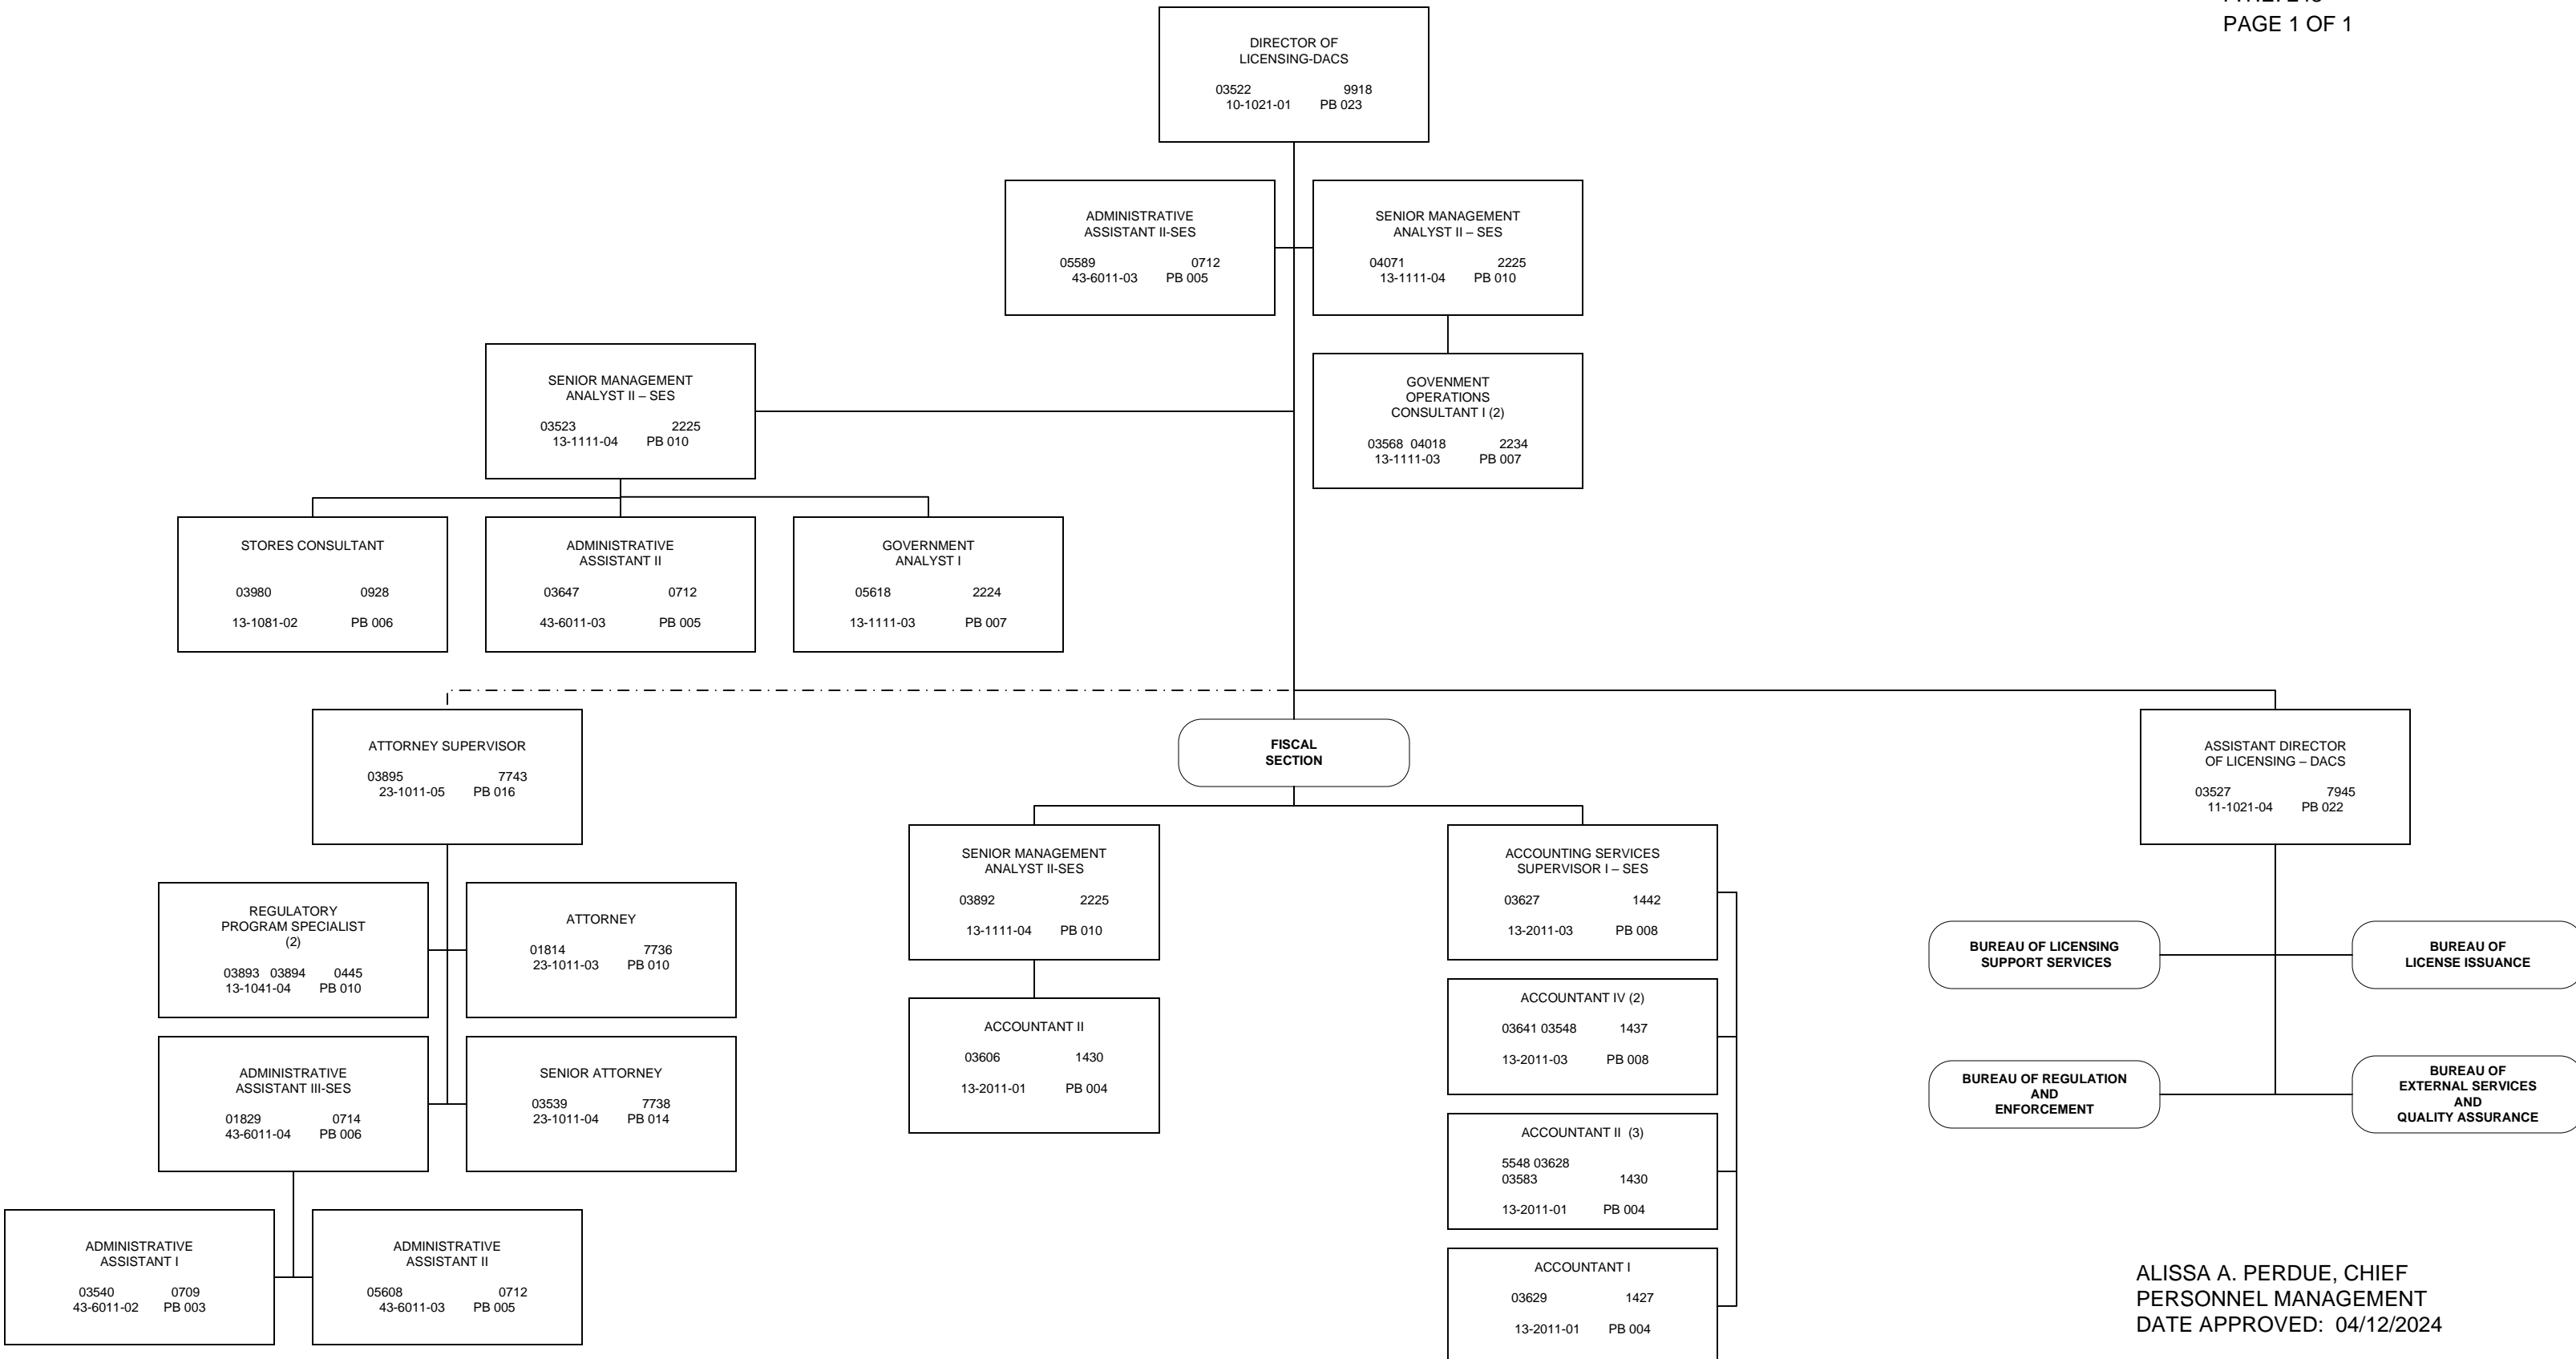 PAGE 1 OF 1
DIRECTOR OF
LICENSING-DACS
03522 9918
10-1021-01 PB 023
ADMINISTRATIVE
ASSISTANT II-SES
05589 0712
43-6011-03 PB 005
SENIOR MANAGEMENT
ANALYST II – SES
04071 2225
13-1111-04 PB 010
SENIOR MANAGEMENT
ANALYST II – SES
03523 2225
13-1111-04 PB 010
GOVENMENT
OPERATIONS
CONSULTANT I (2)
03568 04018 2234
13-1111-03 PB 007
STORES CONSULTANT
03980 0928
13-1081-02 PB 006
ADMINISTRATIVE
ASSISTANT II
03647 0712
43-6011-03 PB 005
GOVERNMENT
ANALYST I
05618 2224
13-1111-03 PB 007
ATTORNEY SUPERVISOR
03895 7743
23-1011-05 PB 016
FISCAL
SECTION
ASSISTANT DIRECTOR
OF LICENSING – DACS
03527 7945
11-1021-04 PB 022
REGULATORY
PROGRAM SPECIALIST
(2)
03893 03894 0445
13-1041-04 PB 010
ATTORNEY
01814 7736
23-1011-03 PB 010
ADMINISTRATIVE
ASSISTANT III-SES
01829 0714
43-6011-04 PB 006
SENIOR ATTORNEY
03539 7738
23-1011-04 PB 014
ADMINISTRATIVE
ASSISTANT I
03540 0709
43-6011-02 PB 003
ADMINISTRATIVE
ASSISTANT II
05608 0712
43-6011-03 PB 005
SENIOR MANAGEMENT
ANALYST II-SES
03892 2225
13-1111-04 PB 010
ACCOUNTANT II
03606 1430
13-2011-01 PB 004
ACCOUNTING SERVICES
SUPERVISOR I – SES
03627 1442
13-2011-03 PB 008
ACCOUNTANT IV (2)
03641 03548 1437
13-2011-03 PB 008
ACCOUNTANT II (3)
5548 03628
03583 1430
13-2011-01 PB 004
ACCOUNTANT I
03629 1427
13-2011-01 PB 004
BUREAU OF LICENSING
SUPPORT SERVICES
BUREAU OF
LICENSE ISSUANCE
BUREAU OF REGULATION
AND
ENFORCEMENT
BUREAU OF
EXTERNAL SERVICES
AND
QUALITY ASSURANCE
ALISSA A. PERDUE, CHIEF
PERSONNEL MANAGEMENT
DATE APPROVED: 04/12/2024